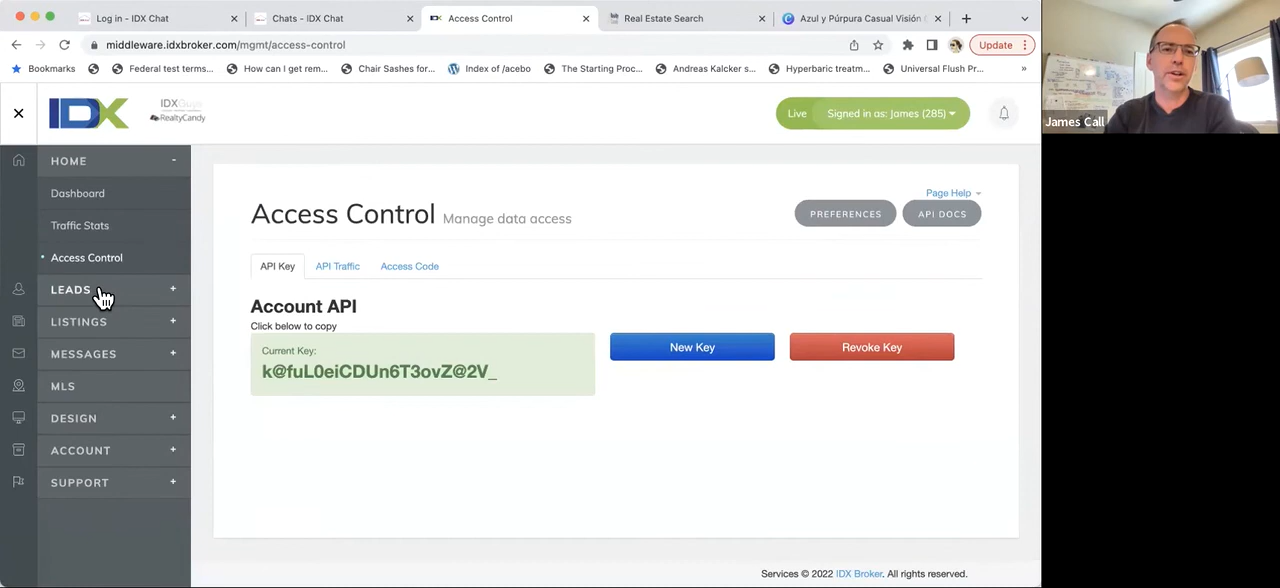 Log in - IDX Chat
Chats - IDX Chat
Access Control
Real Estate Search
Azul y Púrpura Casual Visión
middleware.idxbroker.com/mgmt/access-control
Update
Bookmarks
Federal test terms...
How can I get rem...
Chair Sashes for...
Index of /acebo
The Starting Proc...
Andreas Kalcker s...
Hyperbaric treatm...
Universal Flush Pr...
»
James Call
IDX
IDXGuys
RealtyCandy
Live
Signed in as: James (285)
HOME -
Dashboard
Traffic Stats
Access Control
LEADS +
LISTINGS +
MESSAGES +
MLS
DESIGN +
ACCOUNT +
SUPPORT +
Page Help
Access Control Manage data access
PREFERENCES
API DOCS
API Key
API Traffic
Access Code
Account API
Click below to copy
Current Key:
k@fuL0eiCDUn6T3ovZ@2V_
New Key
Revoke Key
Services © 2022 IDX Broker. All rights reserved.